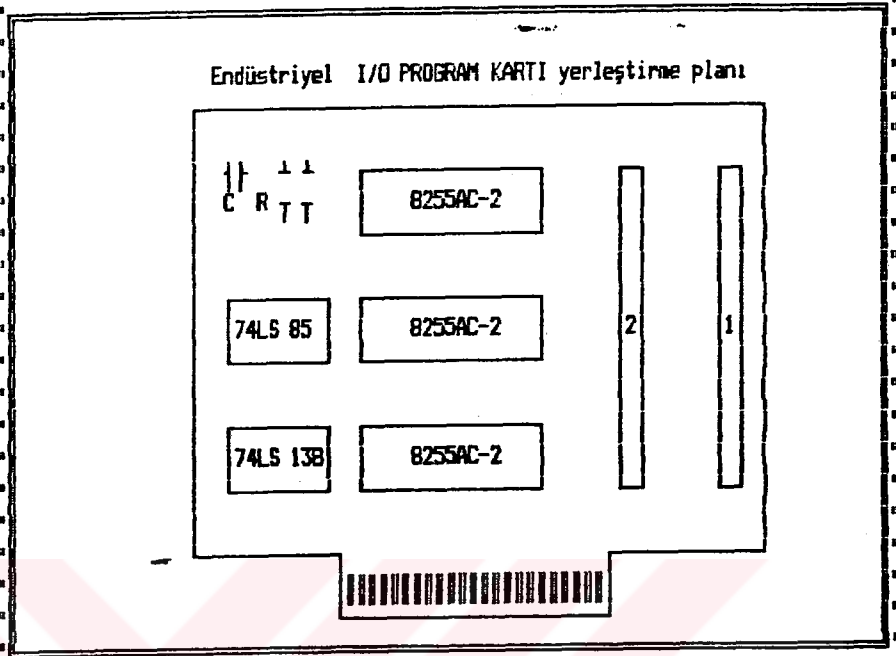 Endüstriyel I/O PROGRAM KARTI yerleştirme planı
C R
8255AC-2
74LS 85
8255AC-2
2
1
74LS 138
8255AC-2